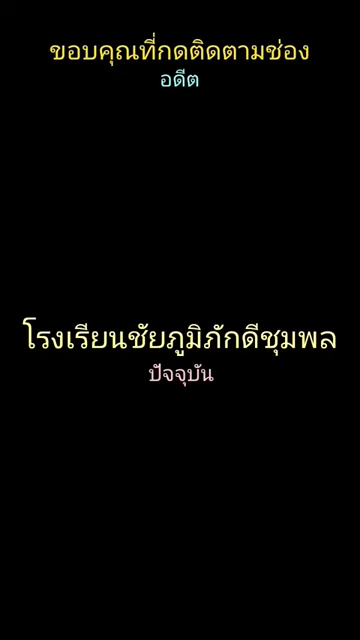 ขอบคุณที่กดติดตามช่อง
อดีต
โรงเรียนชัยภูมิภักดีชุมพล
ปัจจุบัน